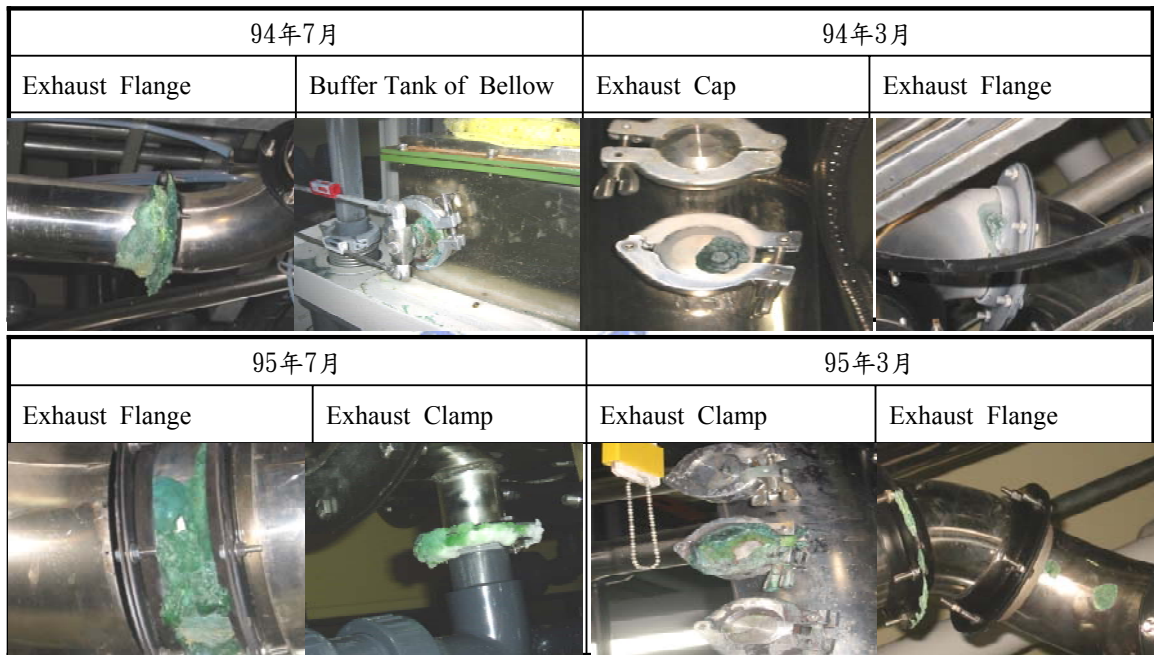 94年7月 94年3月
Exhaust Flange Buffer Tank of Bellow Exhaust Cap Exhaust Flange
95年7月 95年3月
Exhaust Flange Exhaust Clamp Exhaust Clamp Exhaust Flange